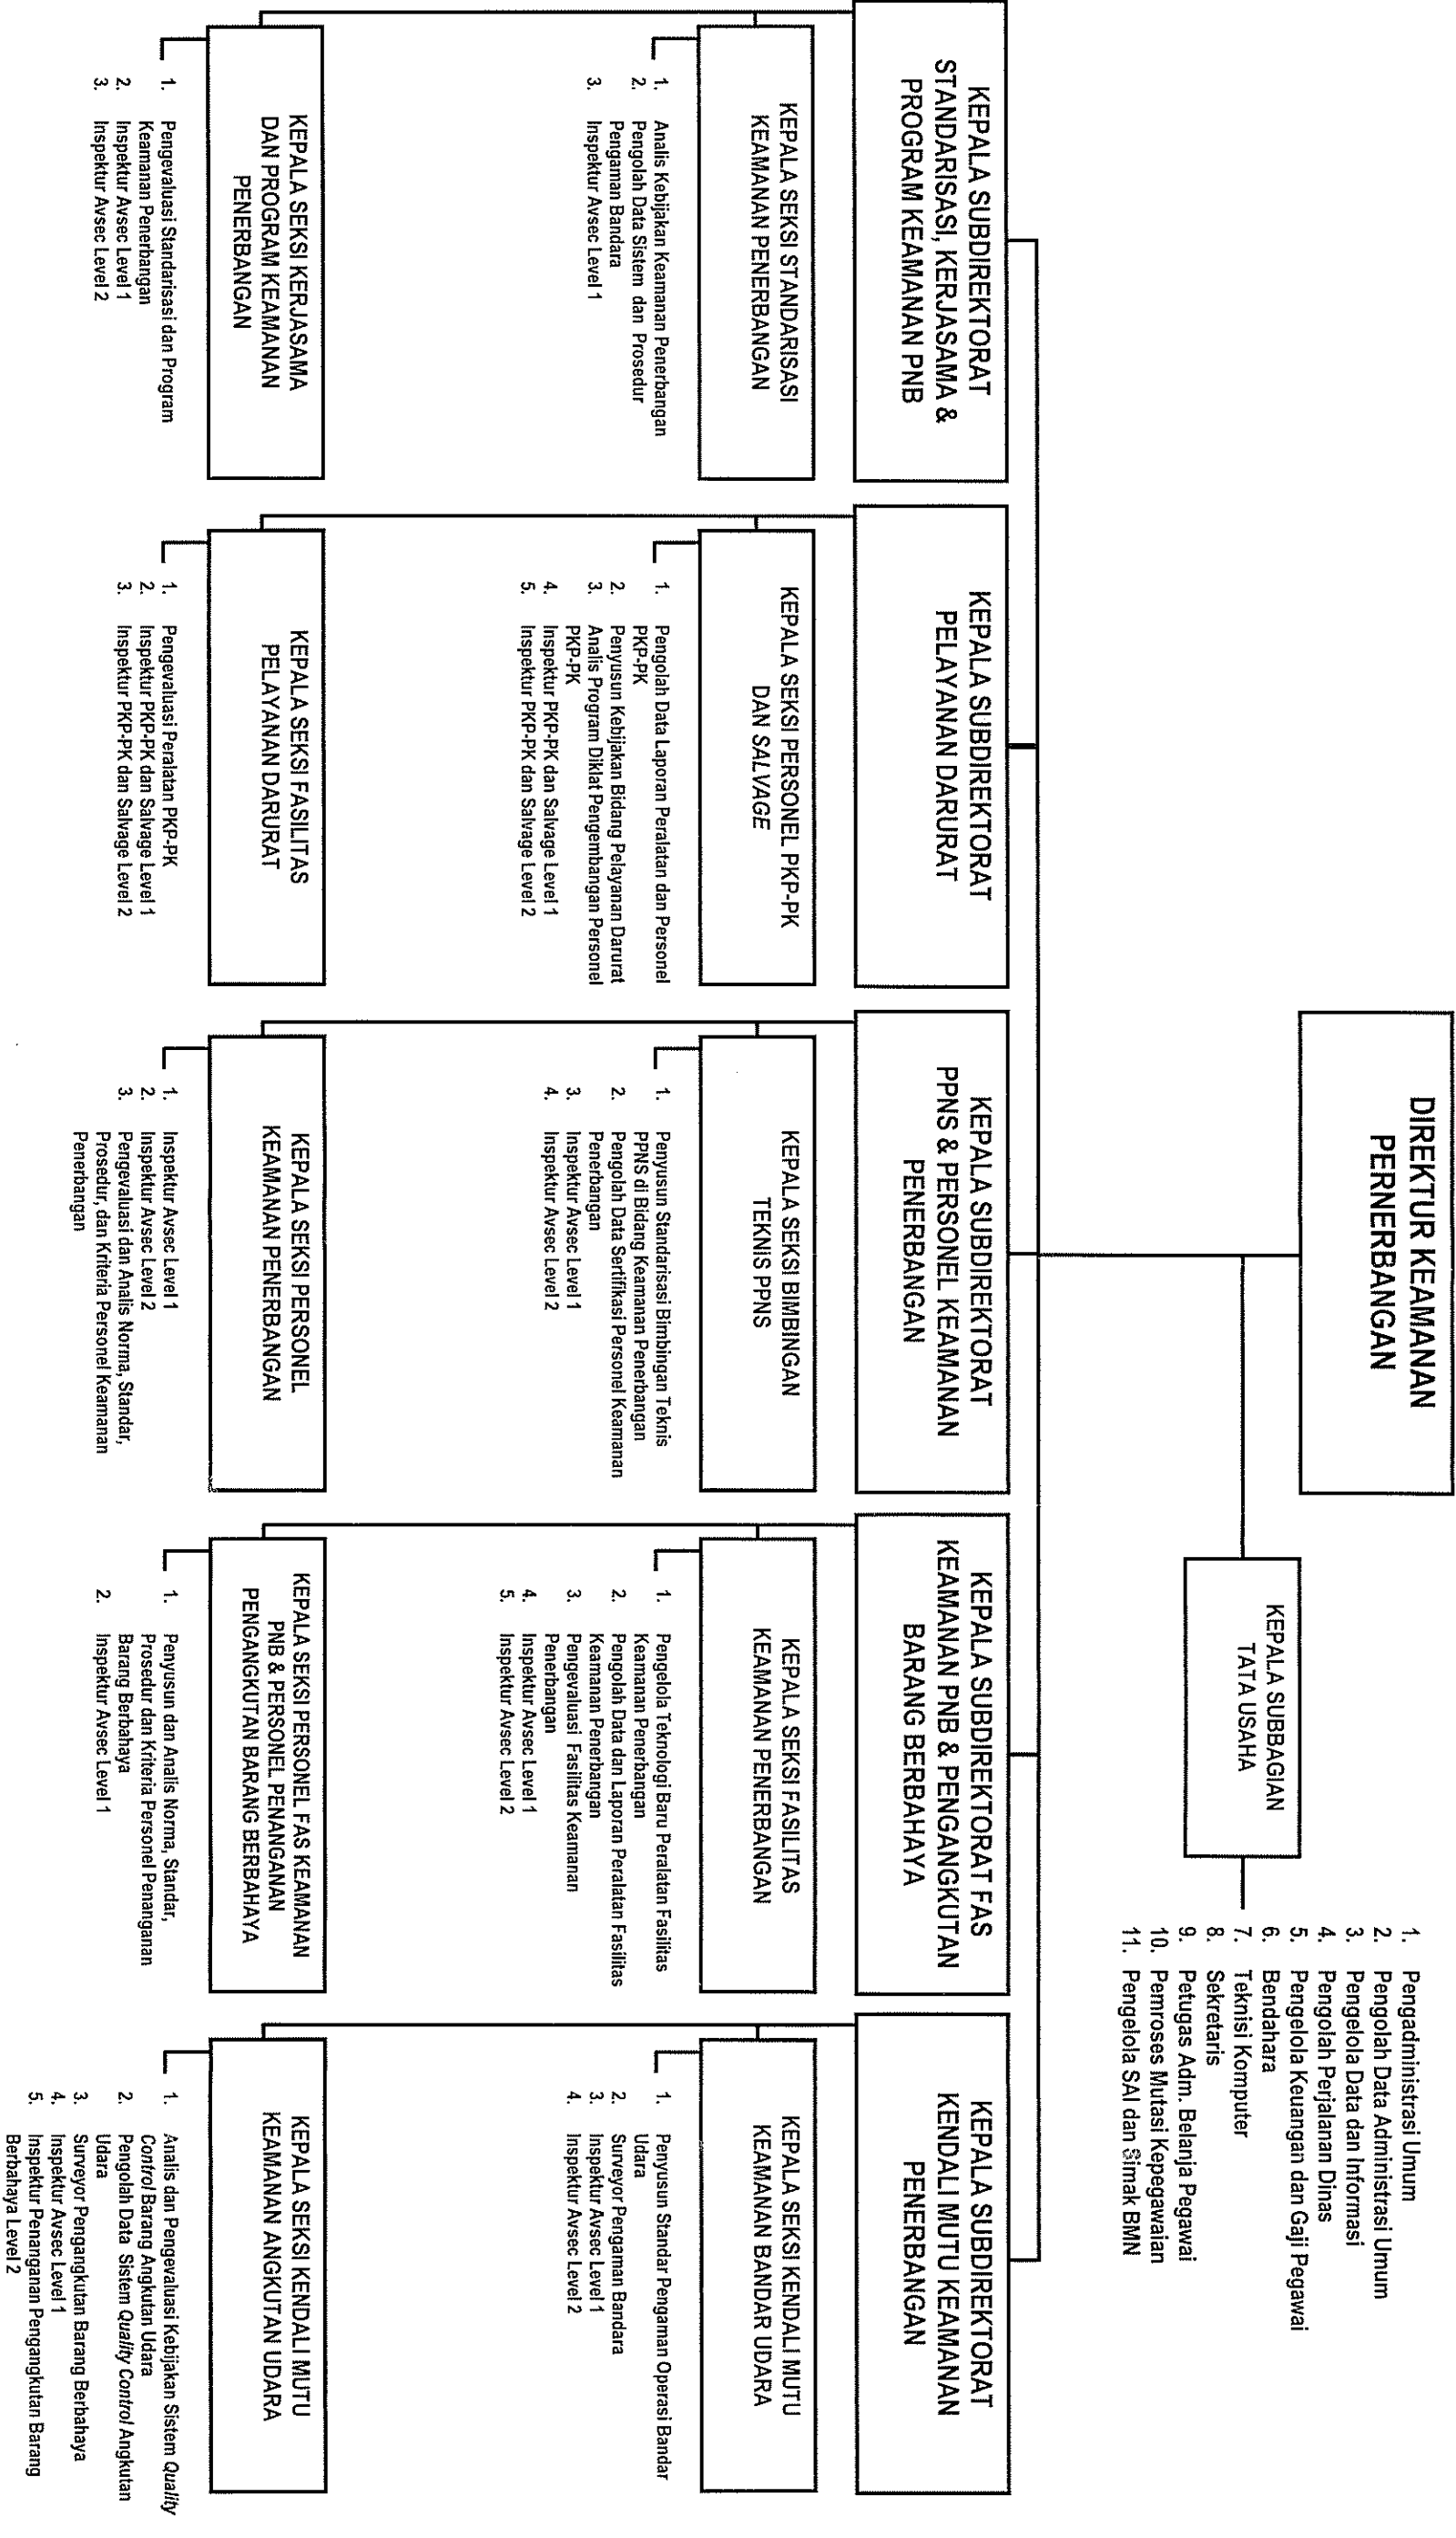 DIREKTUR KEAMANAN
PERNERBANGAN
KEPALA SUBBAGIAN
TATA USAHA
1. Pengadministrasi Umum
2. Pengolah Data Administrasi Umum
3. Pengelola Data dan Informasi
4. Pengolah Perjalanan Dinas
5. Pengelola Keuangan dan Gaji Pegawai
6. Bendahara
7. Teknisi Komputer
8. Sekretaris
9. Petugas Adm. Belanja Pegawai
10. Pemroses Mutasi Kepegawaian
11. Pengelola SAI dan Simak BMN
KEPALA SUBDIREKTORAT
STANDARISASI, KERJASAMA &
PROGRAM KEAMANAN PNB
KEPALA SEKSI STANDARISASI
KEAMANAN PENERBANGAN
1. Analis Kebijakan Keamanan Penerbangan
2. Pengolah Data Sistem dan Prosedur
Pengaman Bandara
3. Inspektur Avsec Level 1
KEPALA SEKSI KERJASAMA
DAN PROGRAM KEAMANAN
PENERBANGAN
1. Pengevaluasi Standarisasi dan Program
Keamanan Penerbangan
2. Inspektur Avsec Level 1
3. Inspektur Avsec Level 2
KEPALA SUBDIREKTORAT
PELAYANAN DARURAT
KEPALA SEKSI PERSONEL PKP-PK
DAN SALVAGE
1. Pengolah Data Laporan Peralatan dan Personel
PKP-PK
2. Penyusun Kebijakan Bidang Pelayanan Darurat
3. Analis Program Diklat Pengembangan Personel
PKP-PK
4. Inspektur PKP-PK dan Salvage Level 1
5. Inspektur PKP-PK dan Salvage Level 2
KEPALA SEKSI FASILITAS
PELAYANAN DARURAT
1. Pengevaluasi Peralatan PKP-PK
2. Inspektur PKP-PK dan Salvage Level 1
3. Inspektur PKP-PK dan Salvage Level 2
KEPALA SUBDIREKTORAT
PPNS & PERSONEL KEAMANAN
PENERBANGAN
KEPALA SEKSI BIMBINGAN
TEKNIS PPNS
1. Penyusun Standarisasi Bimbingan Teknis
PPNS di Bidang Keamanan Penerbangan
2. Pengolah Data Sertifikasi Personel Keamanan
Penerbangan
3. Inspektur Avsec Level 1
4. Inspektur Avsec Level 2
KEPALA SEKSI PERSONEL
KEAMANAN PENERBANGAN
1. Inspektur Avsec Level 1
2. Inspektur Avsec Level 2
3. Pengevaluasi dan Analis Norma, Standar,
Prosedur, dan Kriteria Personel Keamanan
Penerbangan
KEPALA SUBDIREKTORAT FAS
KEAMANAN PNB & PENGANGKUTAN
BARANG BERBAHAYA
KEPALA SEKSI FASILITAS
KEAMANAN PENERBANGAN
1. Pengelola Teknologi Baru Peralatan Fasilitas
Keamanan Penerbangan
2. Pengolah Data dan Laporan Peralatan Fasilitas
Keamanan Penerbangan
3. Pengevaluasi Fasilitas Keamanan
Penerbangan
4. Inspektur Avsec Level 1
5. Inspektur Avsec Level 2
KEPALA SEKSI PERSONEL FAS KEAMANAN
PNB & PERSONEL PENANGANAN
PENGANGKUTAN BARANG BERBAHAYA
1. Penyusun dan Analis Norma, Standar,
Prosedur dan Kriteria Personel Penanganan
Barang Berbahaya
2. Inspektur Avsec Level 1
KEPALA SUBDIREKTORAT
KENDALI MUTU KEAMANAN
PENERBANGAN
KEPALA SEKSI KENDALI MUTU
KEAMANAN BANDAR UDARA
1. Penyusun Standar Pengaman Operasi Bandar
Udara
2. Surveyor Pengaman Bandara
3. Inspektur Avsec Level 1
4. Inspektur Avsec Level 2
KEPALA SEKSI KENDALI MUTU
KEAMANAN ANGKUTAN UDARA
1. Analis dan Pengevaluasi Kebijakan Sistem Quality
Control Barang Angkutan Udara
2. Pengolah Data Sistem Quality Control Angkutan
Udara
3. Surveyor Pengangkutan Barang Berbahaya
4. Inspektur Avsec Level 1
5. Inspektur Penanganan Pengangkutan Barang
Berbahaya Level 2